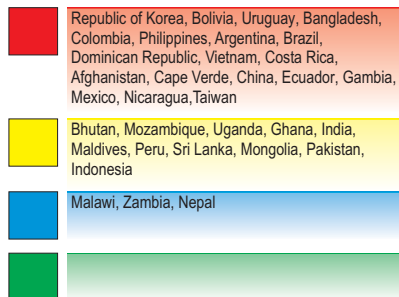 Republic of Korea, Bolivia, Uruguay, Bangladesh,
Colombia, Philippines, Argentina, Brazil,
Dominican Republic, Vietnam, Costa Rica,
Afghanistan, Cape Verde, China, Ecuador, Gambia,
Mexico, Nicaragua,Taiwan
Bhutan, Mozambique, Uganda, Ghana, India,
Maldives, Peru, Sri Lanka, Mongolia, Pakistan,
Indonesia
Malawi, Zambia, Nepal